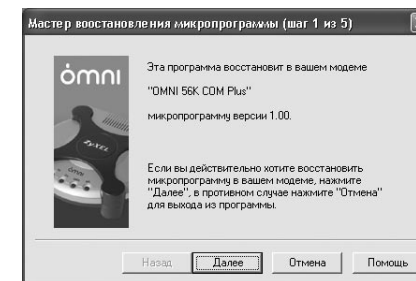 Мастер воостановления микропрограммы (шаг 1 из 5)
ómni
Эта программа восстановит в вашем модеме
"OMNI 56K COM Plus"
микропрограмму версии 1.00.
ZyXEL
Если вы действительно хотите восстановить
микропрограмму в вашем модеме, нажмите
"Далее", в противном случае нажмите "Отмена"
для выхода из программы.
Назад
Далее
Отмена
Помощь